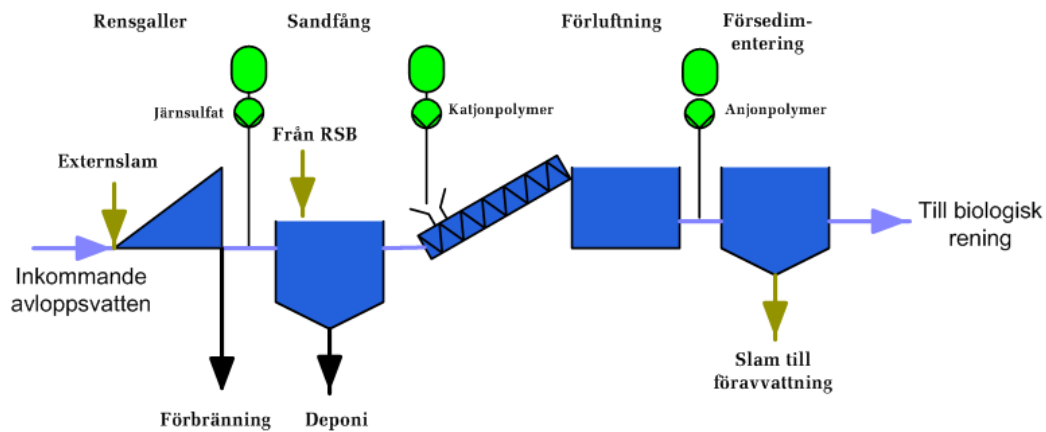 Rensgaller
Sandfång
Förluftning
Försedim-
entering
Järnsulfat
Katjonpolymer
Anjonpolymer
Från RSB
Externslam
Till biologisk
rening
Inkommande
avloppsvatten
Slam till
föravvattning
Förbränning
Deponi